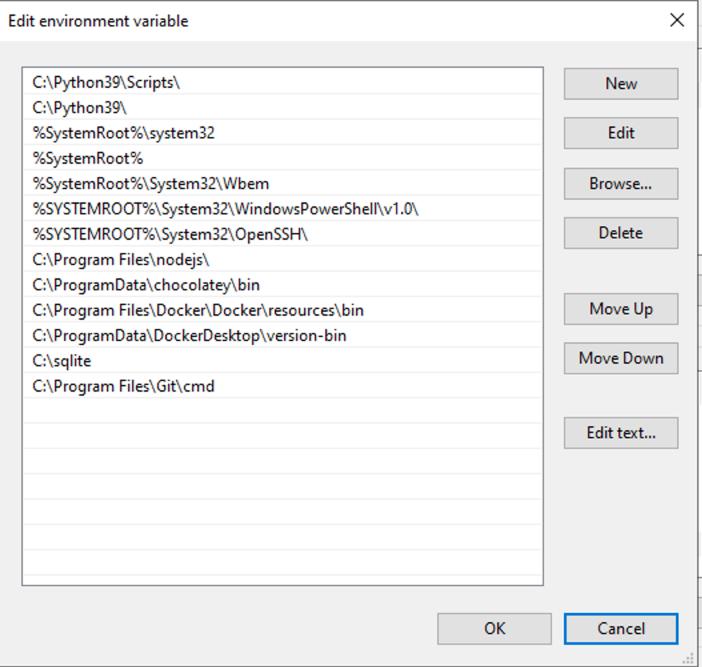 Edit environment variable
C:\Python39\Scripts\
C:\Python39\
%SystemRoot%\system32
%SystemRoot%
%SystemRoot%\System32\Wbem
%SYSTEMROOT%\System32\WindowsPowerShell\v1.0\
%SYSTEMROOT%\System32\OpenSSH\
C:\Program Files\nodejs\
C:\ProgramData\chocolatey\bin
C:\Program Files\Docker\Docker\resources\bin
C:\ProgramData\DockerDesktop\version-bin
C:\sqlite
C:\Program Files\Git\cmd
New
Edit
Browse...
Delete
Move Up
Move Down
Edit text...
OK
Cancel